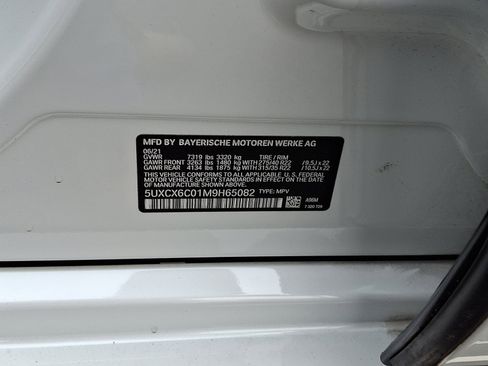 MFD BY BAYERISCHE MOTOREN WERKE AG
06/21
GVWR 7319 lbs 3320 kg TIRE / RIM
GAWR FRONT 3263 lbs 1480 kg WITH 275/40 R22 /9,5J x 22
GAWR REAR 4134 lbs 1875 kg WITH 315/35 R22 /10,5J x 22
THIS VEHICLE CONFORMS TO ALL APPLICABLE U.S. FEDERAL
MOTOR VEHICLE SAFETY STANDARDS IN EFFECT ON THE
DATE OF MANUFACTURE SHOWN ABOVE.
5UXCX6C01M9H65082 TYPE: MPV